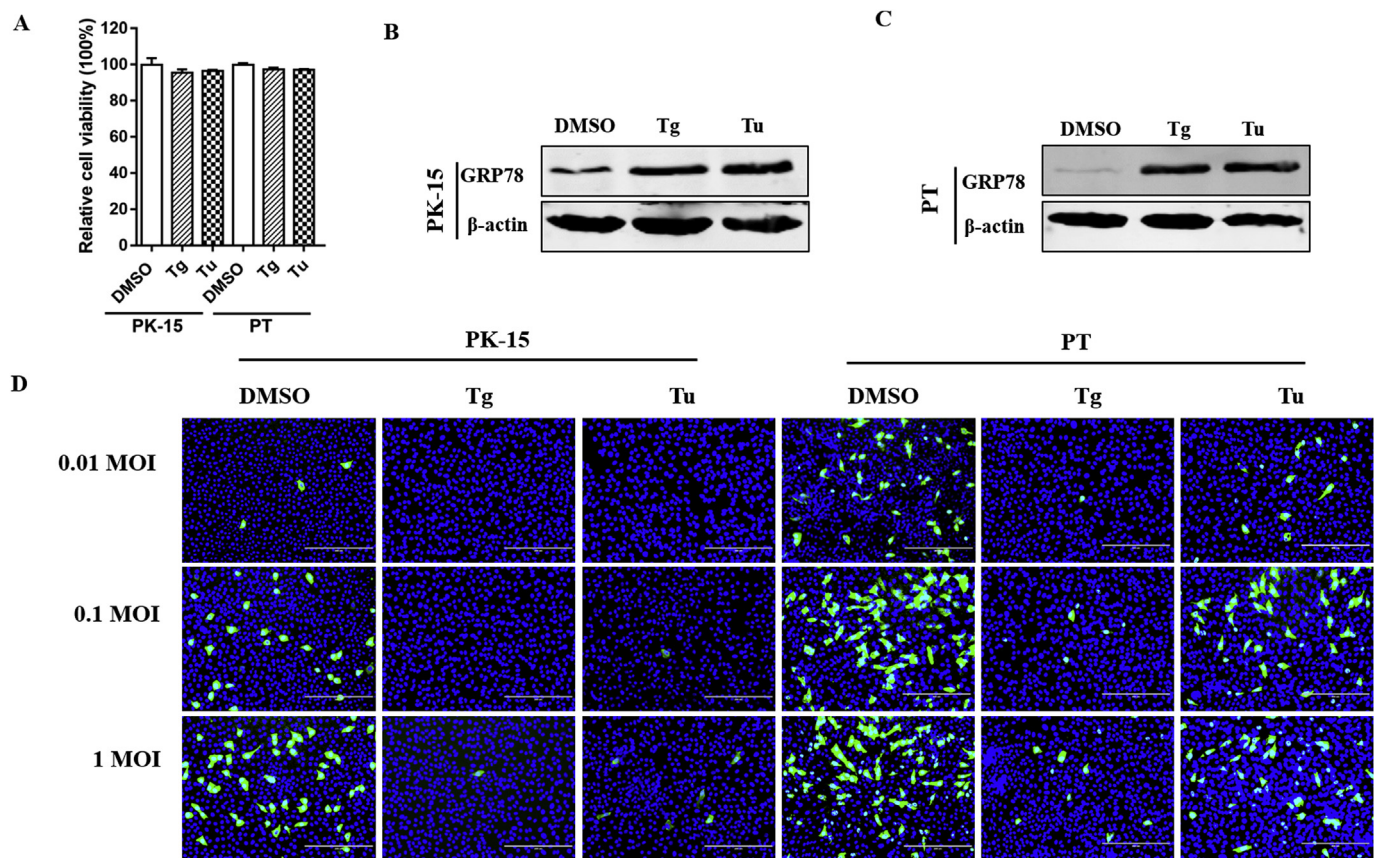 A
Relative cell viability (100%)
120
100
80
60
40
20
0
DMSO
Tg
Tu
DMSO
Tg
Tu
PK-15
PT
B
DMSO Tg Tu
PK-15
GRP78
β-actin
C
DMSO Tg Tu
PT
GRP78
β-actin
D
PK-15 PT
DMSO Tg Tu DMSO Tg Tu
0.01 MOI
0.1 MOI
1 MOI